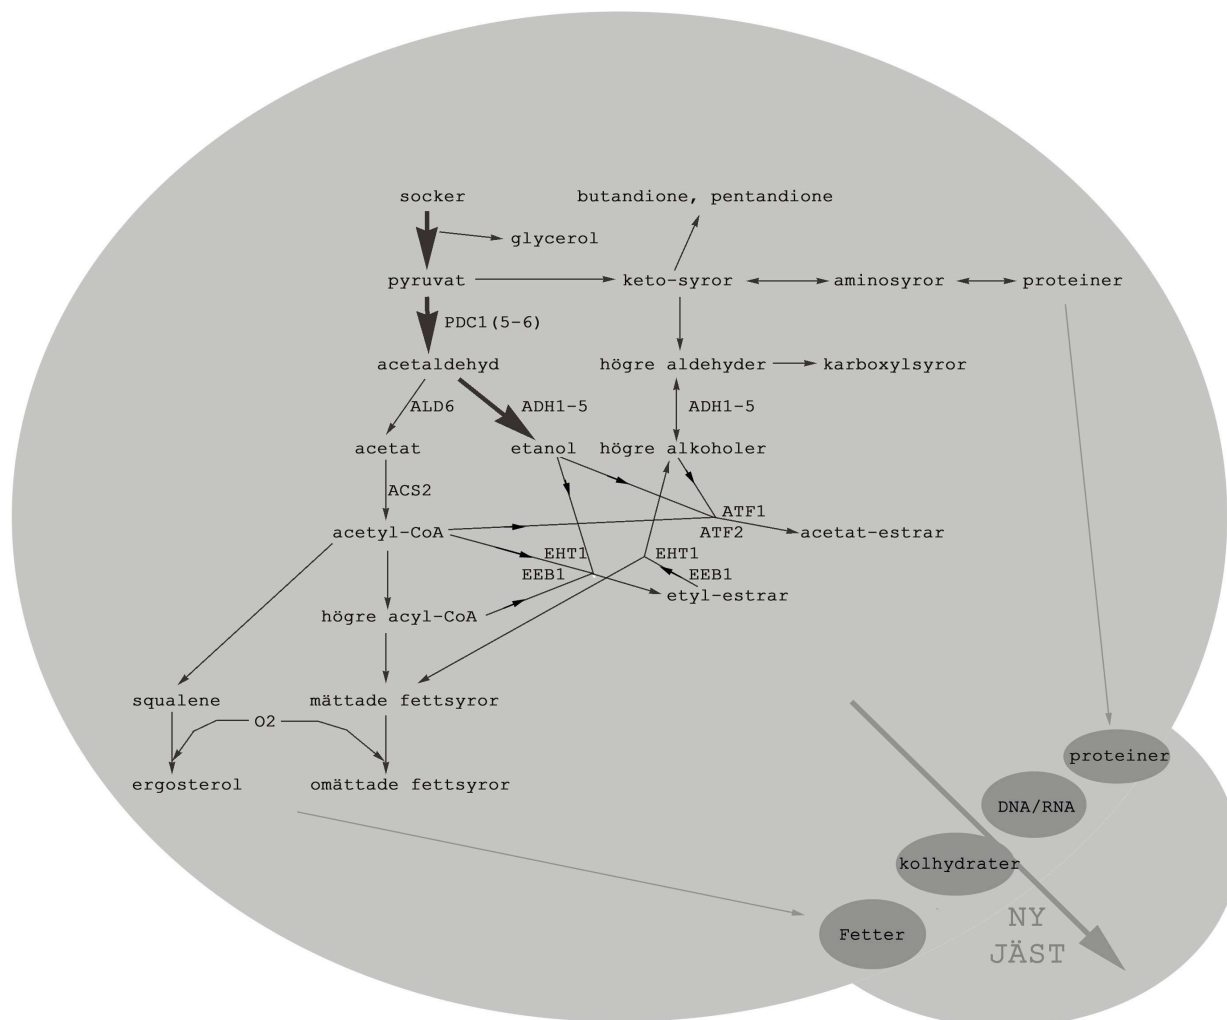 socker
butandione, pentandione
glycerol
pyruvat
keto-syror
aminosyror
proteiner
PDC1(5-6)
acetaldehyd
högre aldehyder
karboxylsyror
ALD6
ADH1-5
ADH1-5
acetat
etanol
högre alkoholer
ACS2
ATF1
acetyl-CoA
ATF2
acetat-estrar
EHT1
EHT1
EEB1
EEB1
etyl-estrar
högre acyl-CoA
squalene
mättade fettsyror
O2
ergosterol
omättade fettsyror
proteiner
DNA/RNA
kolhydrater
Fetter
NY
JÄST